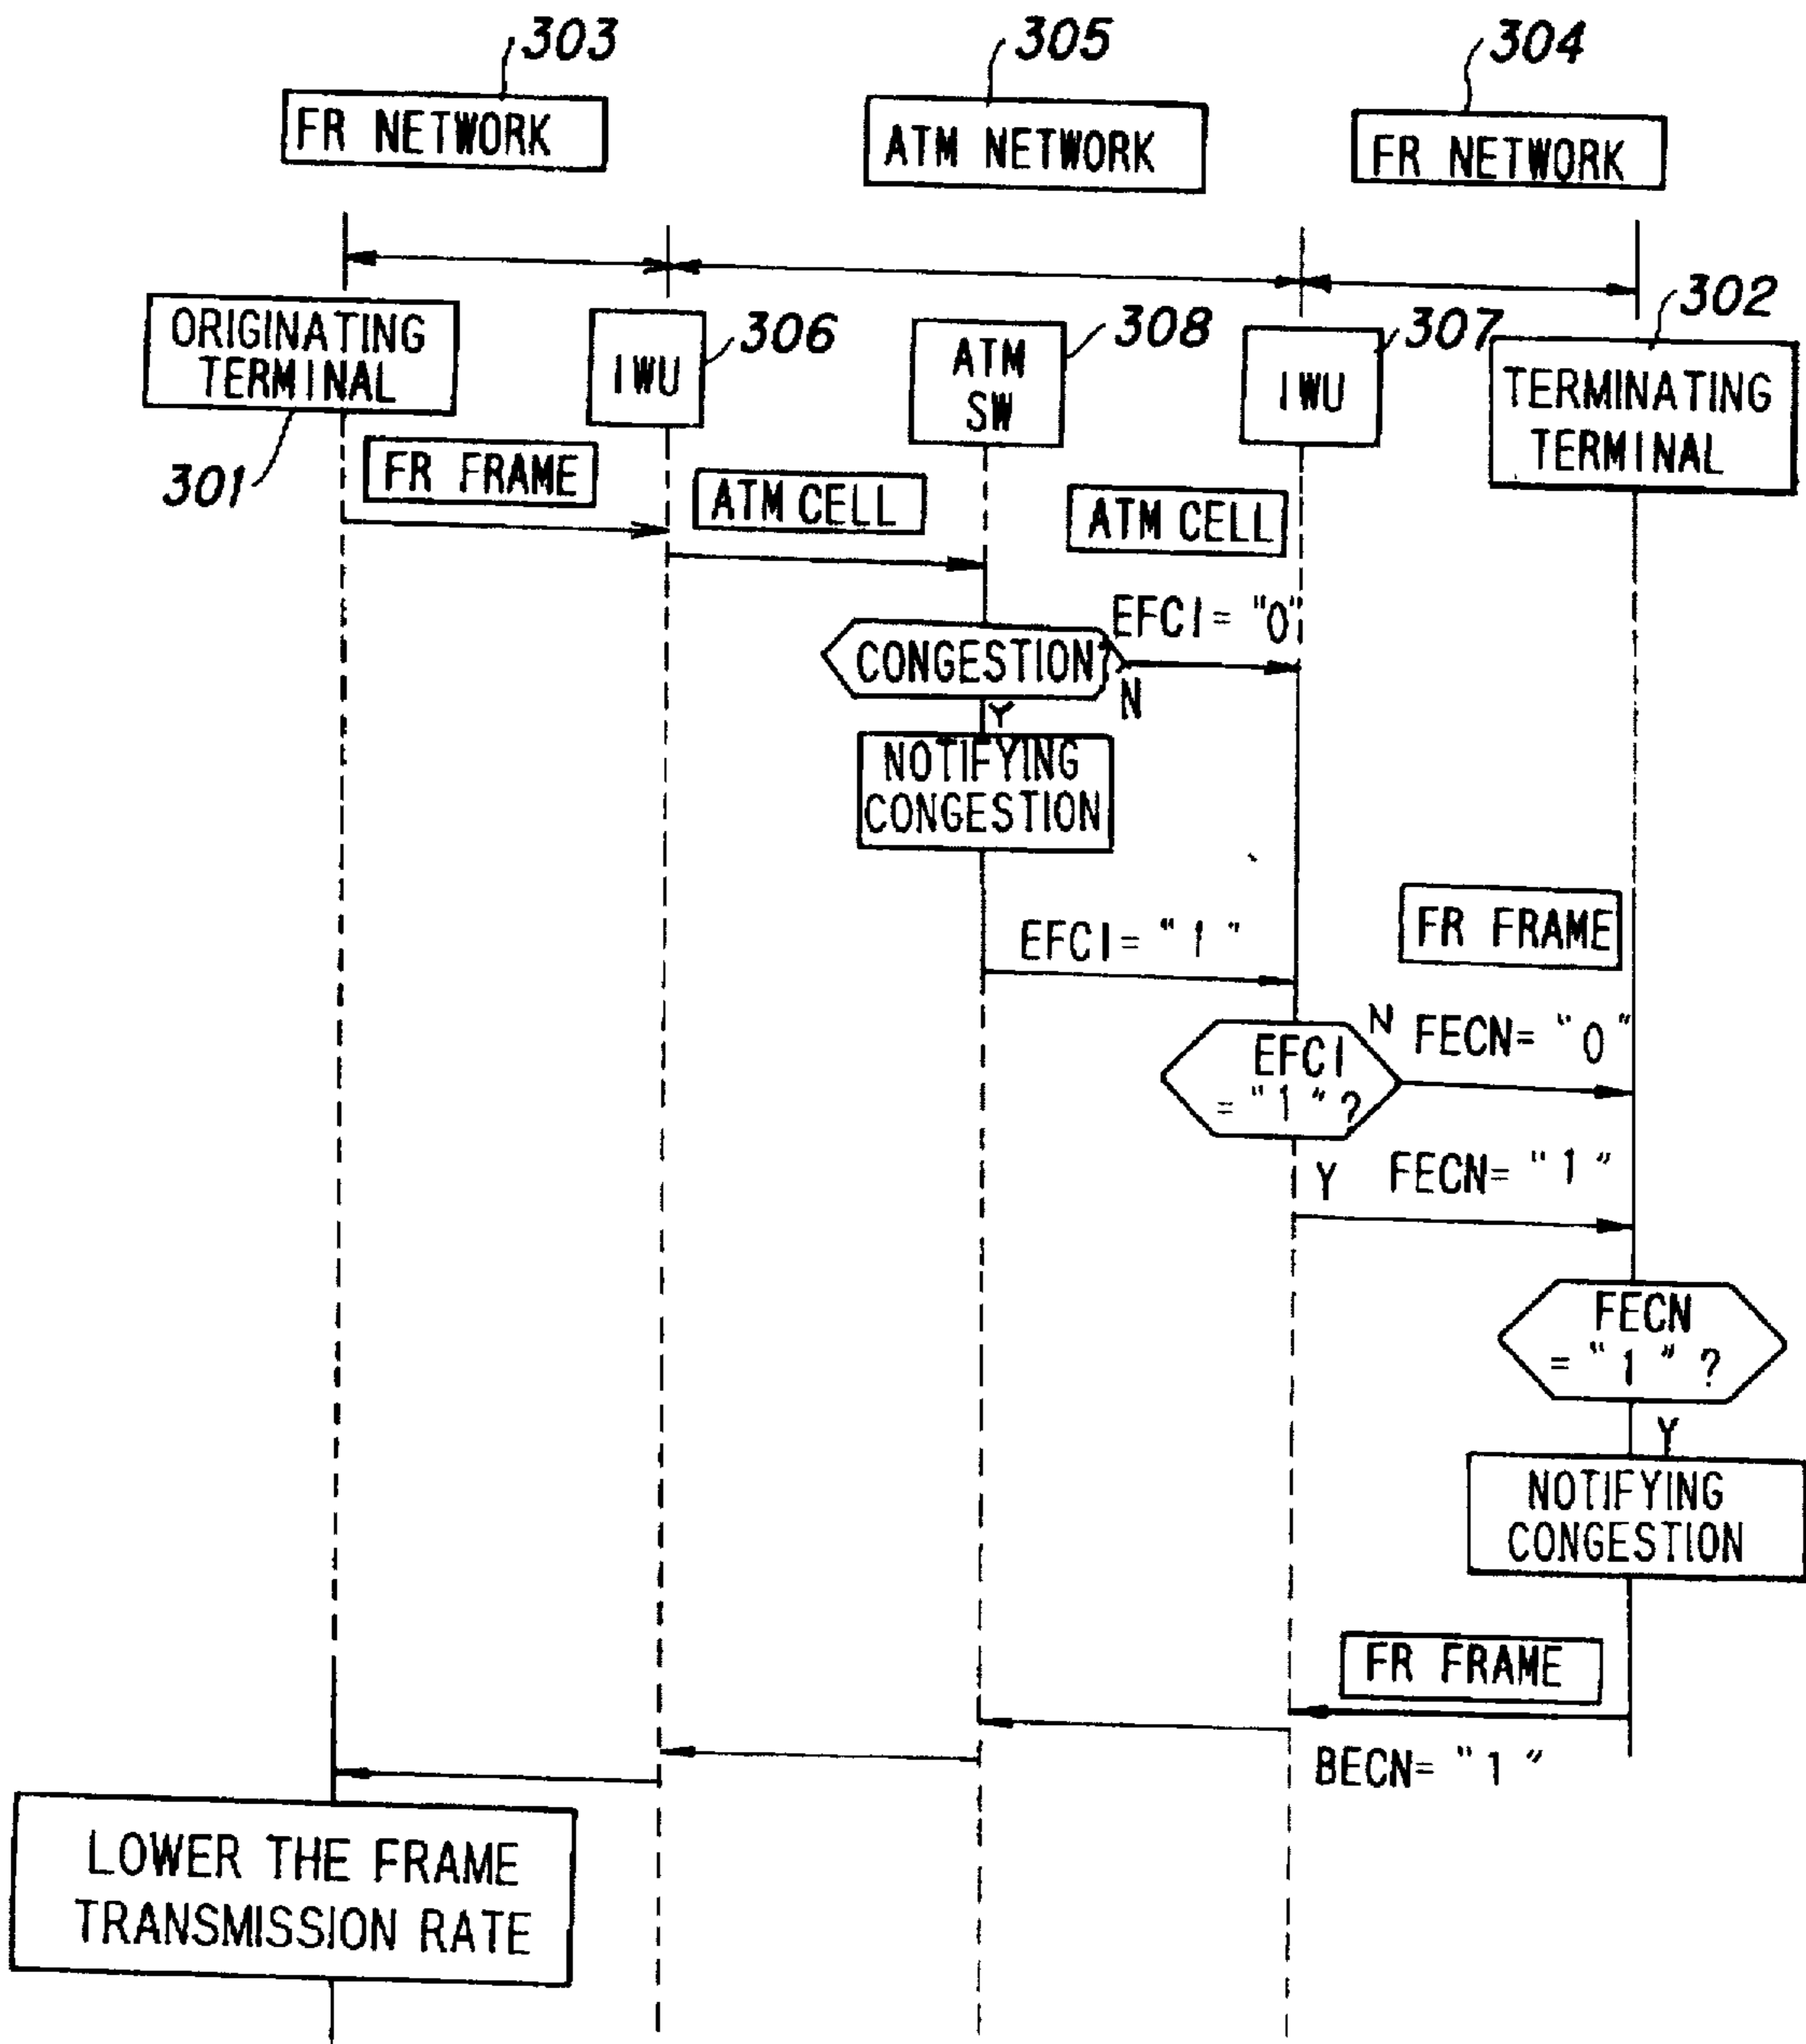 303
305
304
FR NETWORK
ATM NETWORK
FR NETWORK
ORIGINATING
TERMINAL
301
IWU
306
ATM
SW
308
IWU
307
302
TERMINATING
TERMINAL
FR FRAME
ATM CELL
ATM CELL
EFCI = "0"
CONGESTION?
N
Y
NOTIFYING
CONGESTION
EFCI = "1"
FR FRAME
EFCI
= "1"?
N
FECN= "0"
Y
FECN= "1"
FECN
= "1"?
Y
NOTIFYING
CONGESTION
FR FRAME
BECN= "1"
LOWER THE FRAME
TRANSMISSION RATE